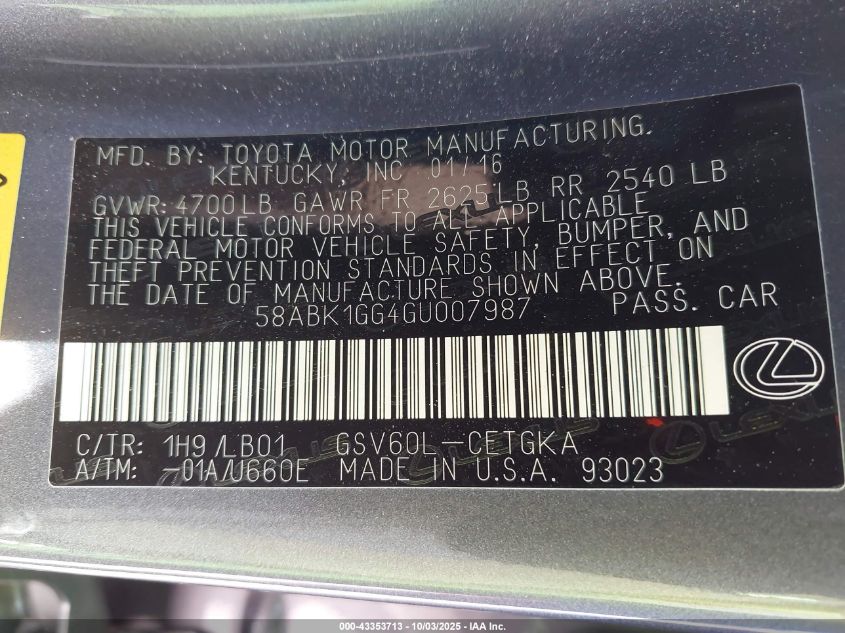 MFD. BY: TOYOTA MOTOR MANUFACTURING.
KENTUCKY, INC 01/16
GVWR: 4700LB GAWR FR 2625LB RR 2540 LB
THIS VEHICLE CONFORMS TO ALL APPLICABLE
FEDERAL MOTOR VEHICLE SAFETY, BUMPER, AND
THEFT PREVENTION STANDARDS IN EFFECT ON
THE DATE OF MANUFACTURE SHOWN ABOVE.
58ABK1GG4GU007987 PASS. CAR
C/TR: 1H9/LB01 GSV60L-CETGKA
A/TM: -01A/U660E MADE IN U.S.A. 93023
000-43353713 - 10/03/2025 - IAA Inc.